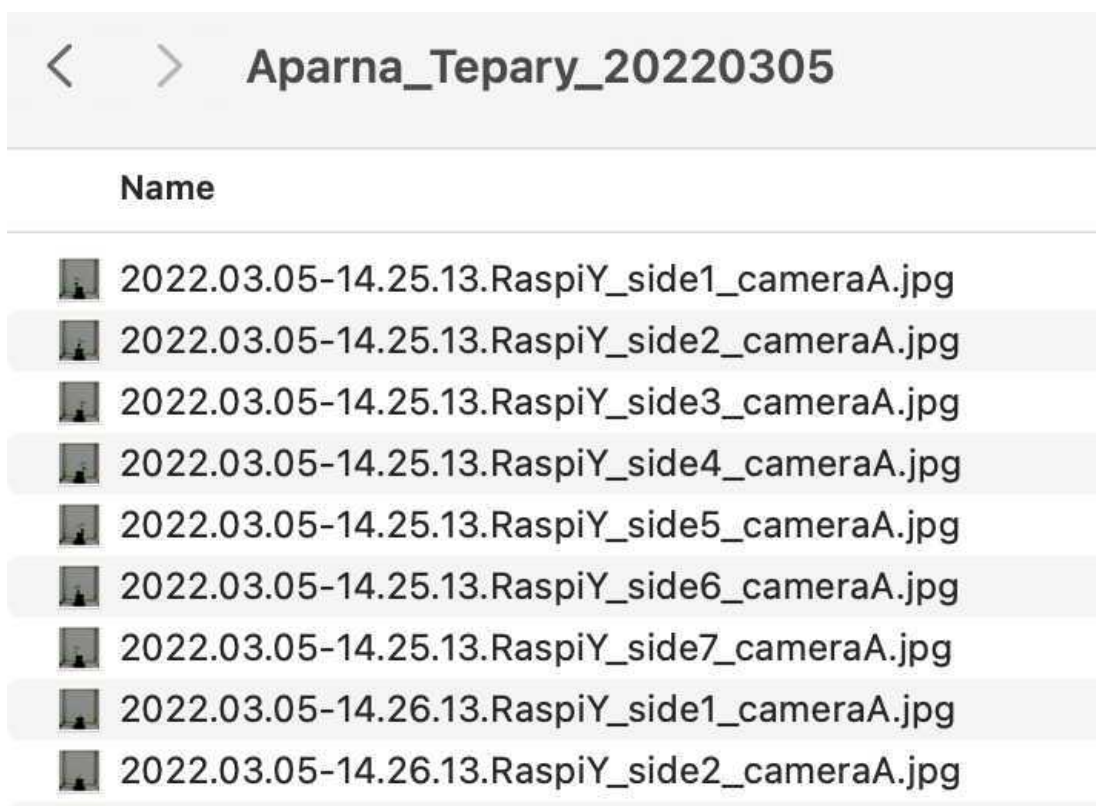 Aparna_Tepary_20220305
Name
2022.03.05-14.25.13.RaspiY_side1_cameraA.jpg
2022.03.05-14.25.13.RaspiY_side2_cameraA.jpg
2022.03.05-14.25.13.RaspiY_side3_cameraA.jpg
2022.03.05-14.25.13.RaspiY_side4_cameraA.jpg
2022.03.05-14.25.13.RaspiY_side5_cameraA.jpg
2022.03.05-14.25.13.RaspiY_side6_cameraA.jpg
2022.03.05-14.25.13.RaspiY_side7_cameraA.jpg
2022.03.05-14.26.13.RaspiY_side1_cameraA.jpg
2022.03.05-14.26.13.RaspiY_side2_cameraA.jpg